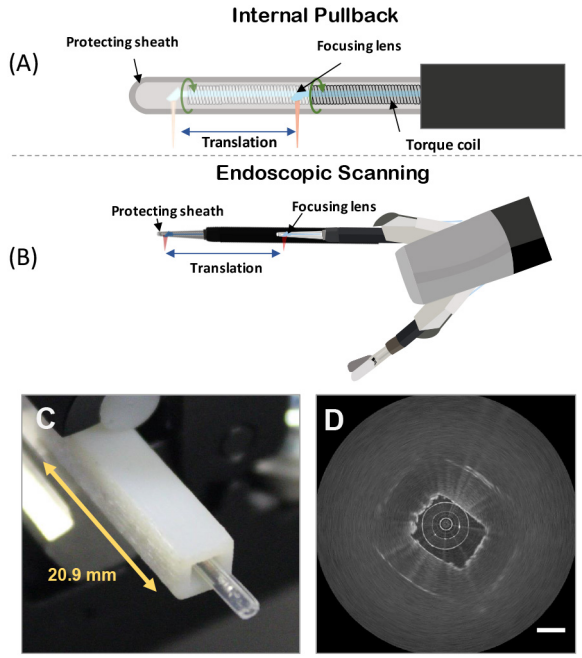 Internal Pullback
Protecting sheath
Focusing lens
(A)
Translation
Torque coil
Endoscopic Scanning
Protecting sheath
Focusing lens
(B)
Translation
C
D
20.9 mm